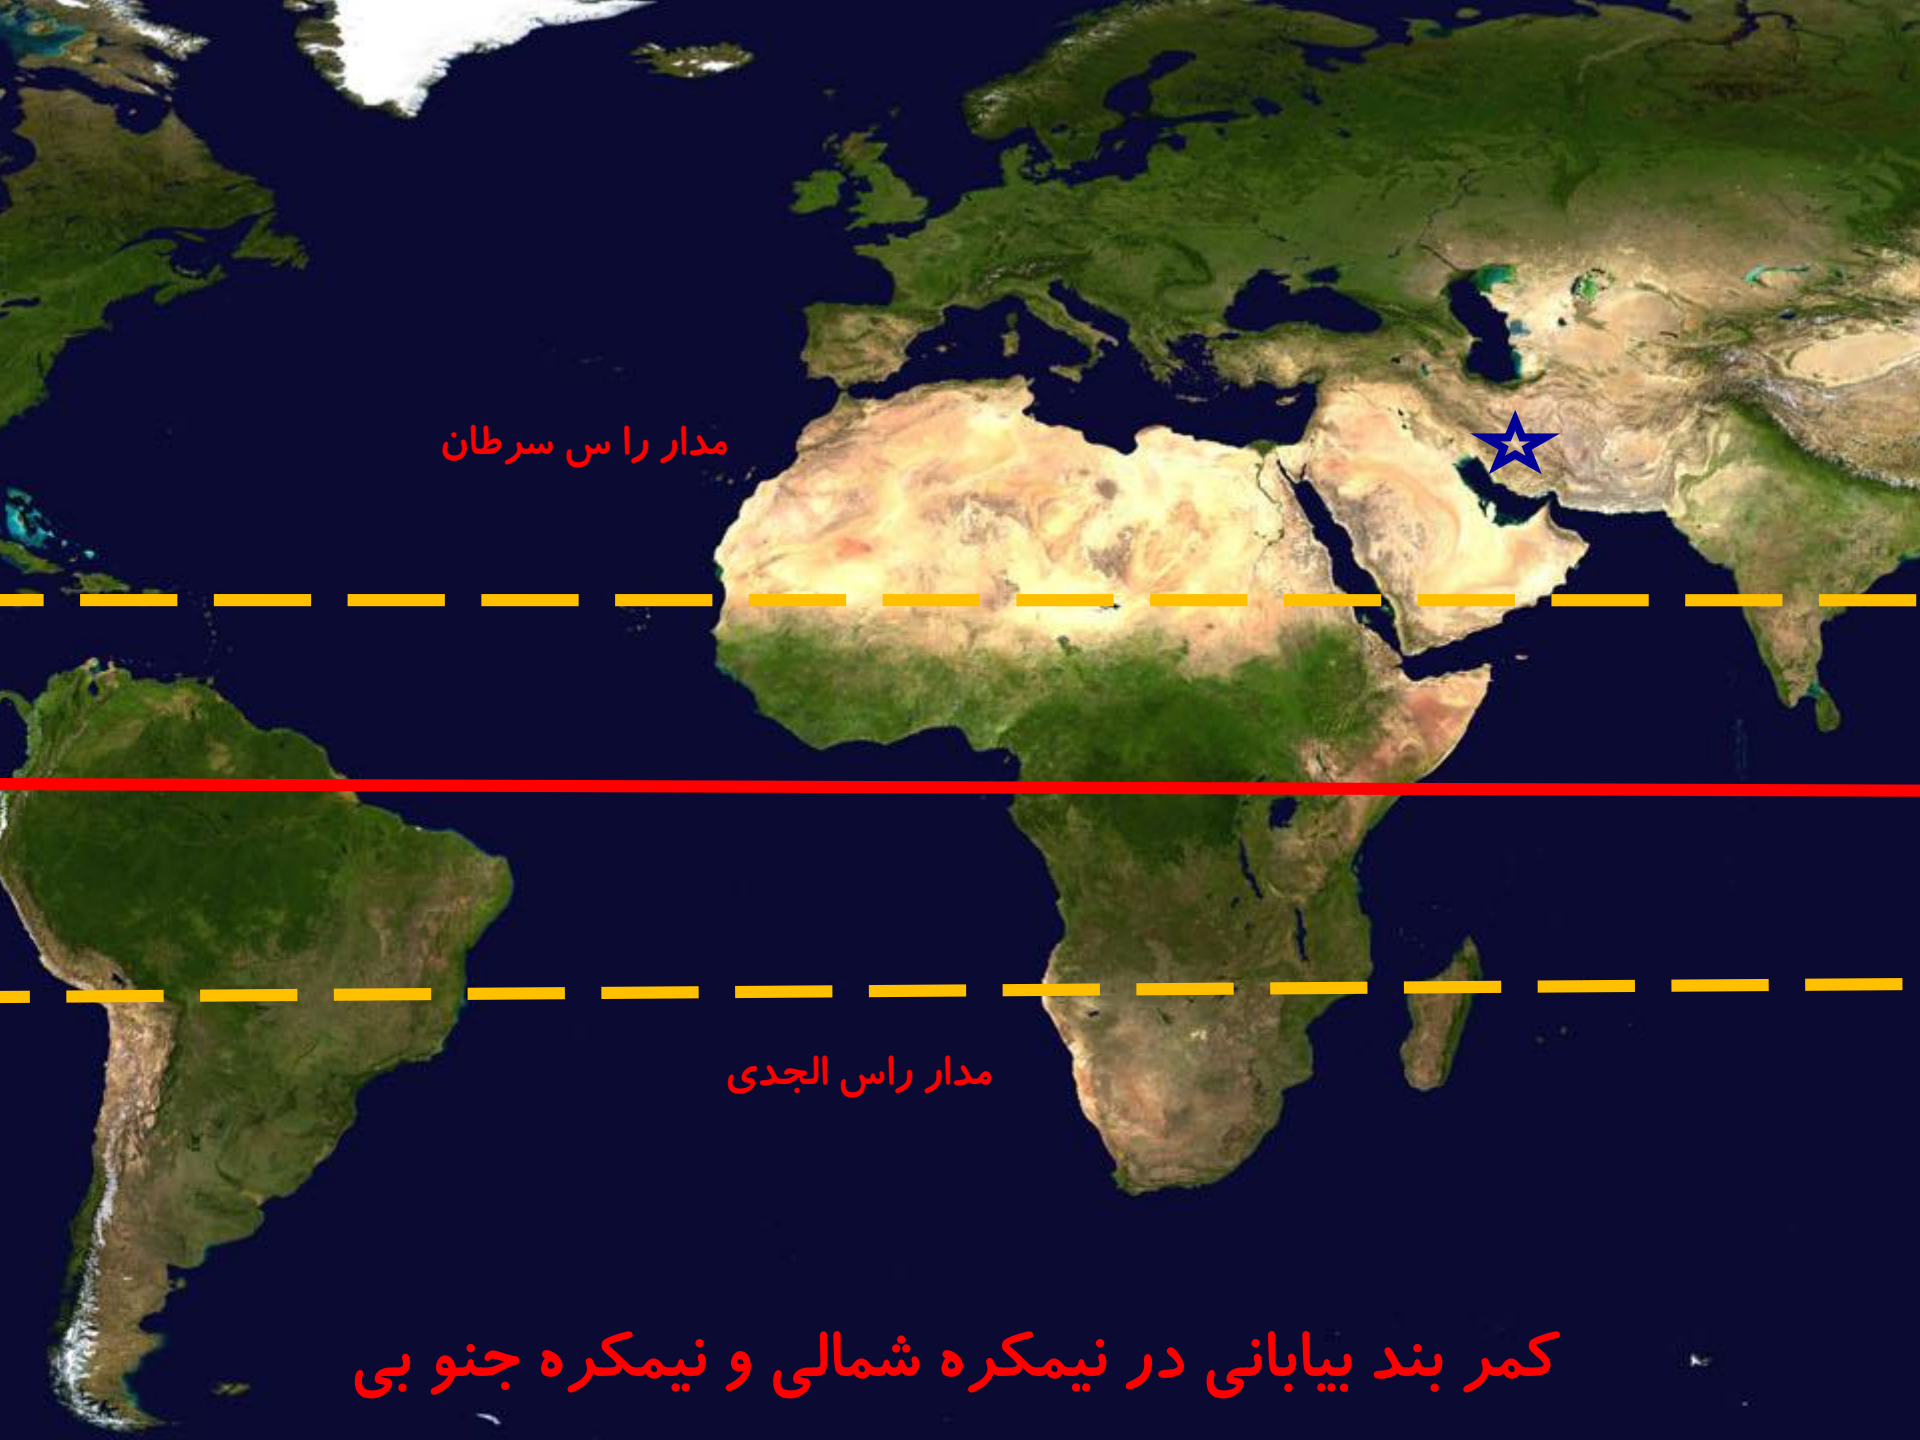 مدار را س سرطان
مدار راس الجدی
کمر بند بیابانی در نیمکره شمالی و نیمکره جنو بی